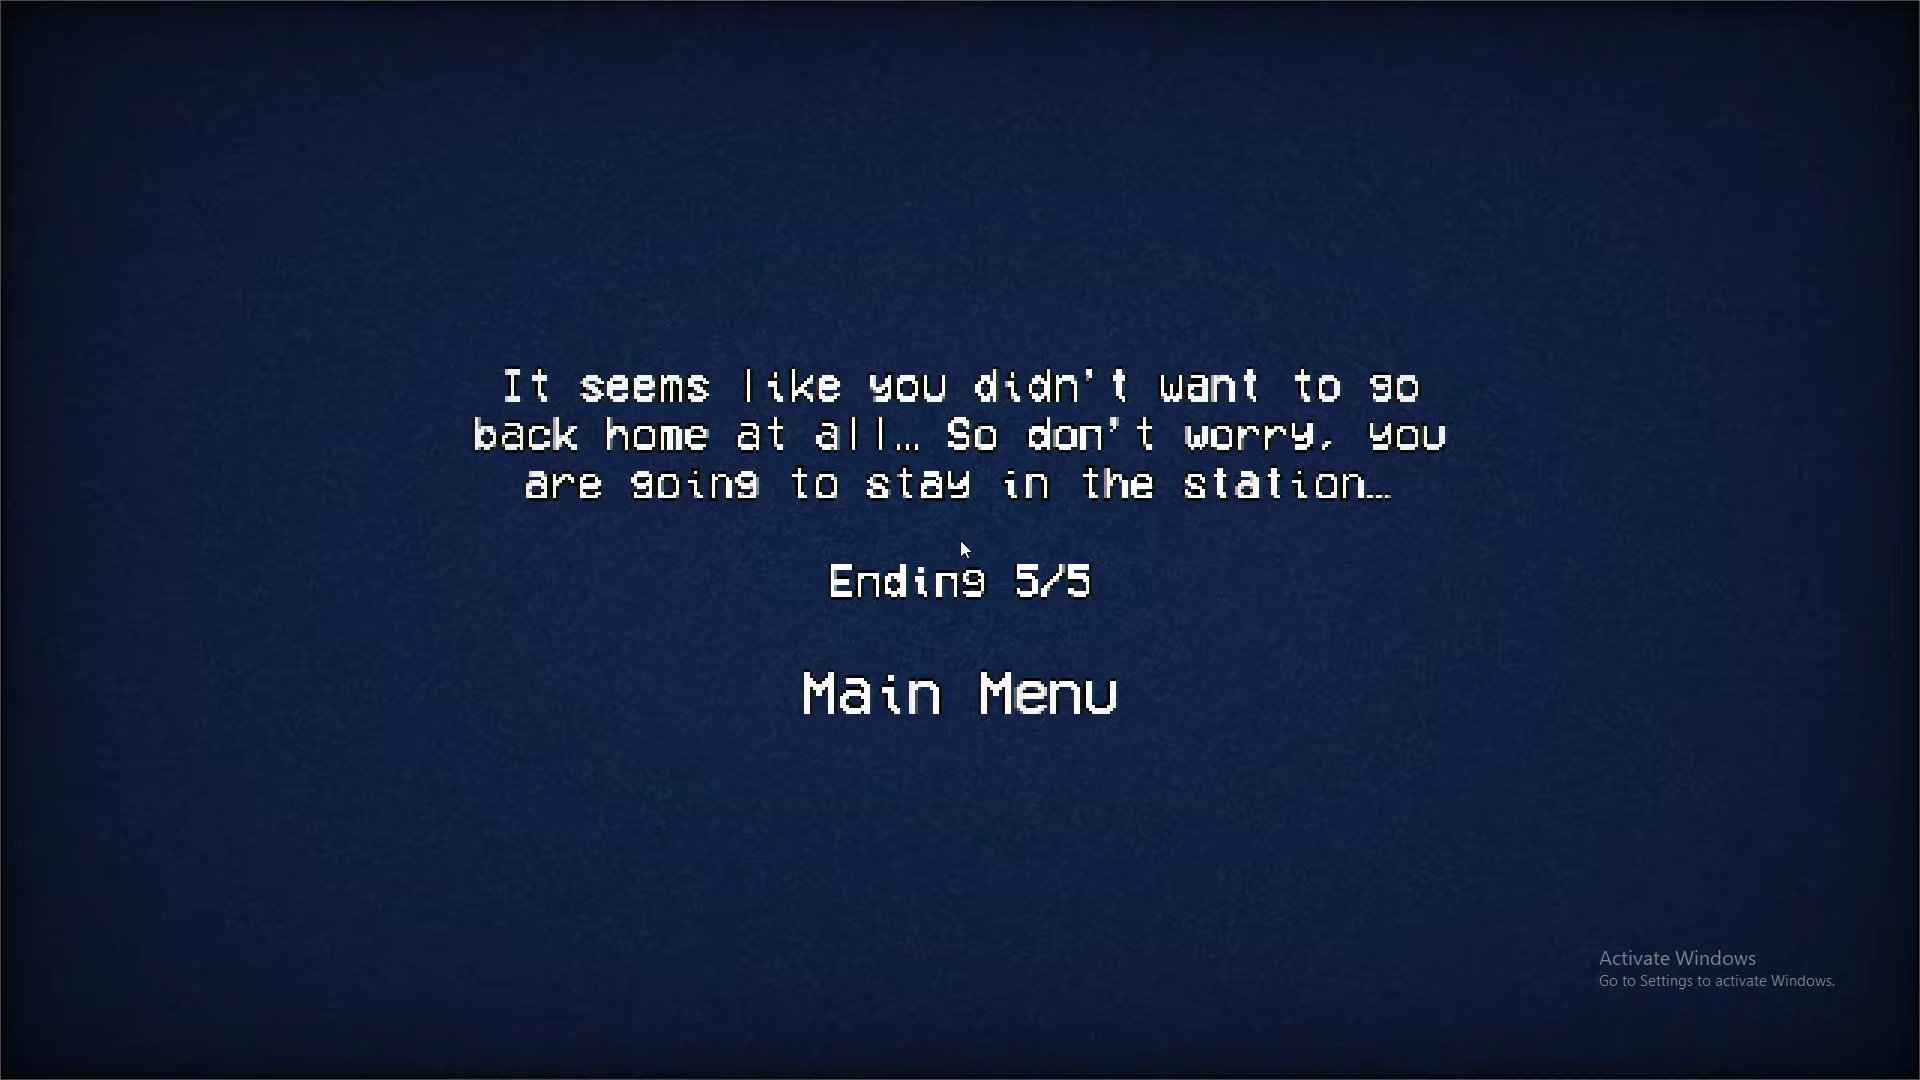 It seems like you didn't want to go
back home at all... So don't worry, you
are going to stay in the station...
Ending 5/5
Main Menu
Activate Windows
Go to Settings to activate Windows.